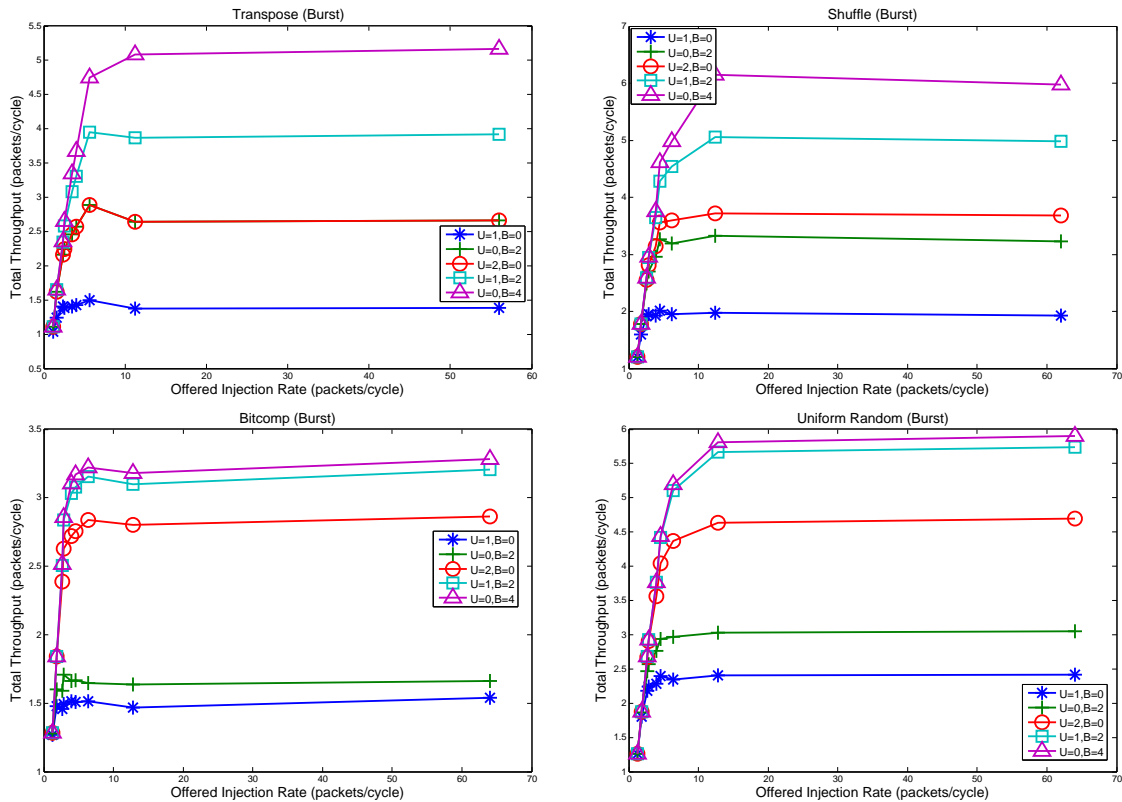 Transpose (Burst)
5.5
5
4.5
4
3.5
3
2.5
2
1.5
1
0.5
0
10
20
30
40
50
60
Total Throughput (packets/cycle)
Offered Injection Rate (packets/cycle)
U=1,B=0
U=0,B=2
U=2,B=0
U=1,B=2
U=0,B=4
Shuffle (Burst)
7
6
5
4
3
2
1
0
10
20
30
40
50
60
70
Total Throughput (packets/cycle)
Offered Injection Rate (packets/cycle)
U=1,B=0
U=0,B=2
U=2,B=0
U=1,B=2
U=0,B=4
Bitcomp (Burst)
3.5
3
2.5
2
1.5
1
0
10
20
30
40
50
60
70
Total Throughput (packets/cycle)
Offered Injection Rate (packets/cycle)
U=1,B=0
U=0,B=2
U=2,B=0
U=1,B=2
U=0,B=4
Uniform Random (Burst)
6
5.5
5
4.5
4
3.5
3
2.5
2
1.5
1
0
10
20
30
40
50
60
70
Total Throughput (packets/cycle)
Offered Injection Rate (packets/cycle)
U=1,B=0
U=0,B=2
U=2,B=0
U=1,B=2
U=0,B=4